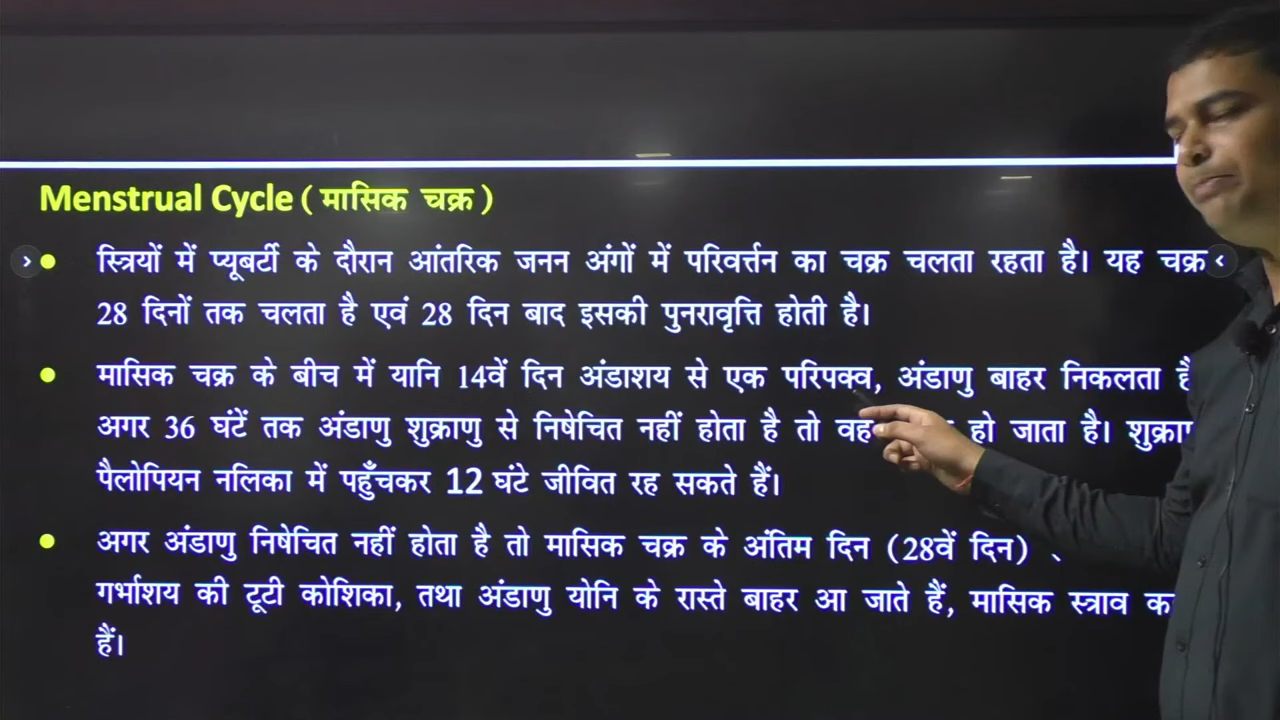 Menstrual Cycle ( मासिक चक्र )
स्त्रियों में प्यूबर्टी के दौरान आंतरिक जनन अंगों में परिवर्त्तन का चक्र चलता रहता है। यह चक्र
28 दिनों तक चलता है एवं 28 दिन बाद इसकी पुनरावृत्ति होती है।
मासिक चक्र के बीच में यानि 14वें दिन अंडाशय से एक परिपक्व, अंडाणु बाहर निकलता है
अगर 36 घंटें तक अंडाणु शुक्राणु से निषेचित नहीं होता है तो वह हो जाता है।
पैलोपियन नलिका में पहुँचकर 12 घंटे जीवित रह सकते हैं।
अगर अंडाणु निषेचित नहीं होता है तो मासिक चक्र के अंतिम दिन (28वें दिन)
गर्भाशय की टूटी कोशिका, तथा अंडाणु योनि के रास्ते बाहर आ जाते हैं, मासिक स्त्राव
हैं।